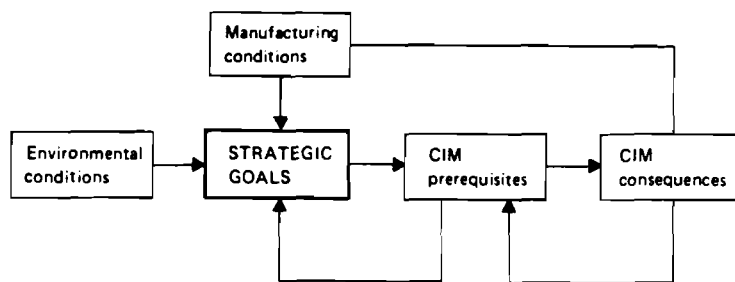 Manufacturing
conditions
Environmental
conditions
STRATEGIC
GOALS
CIM
prerequisites
CIM
consequences